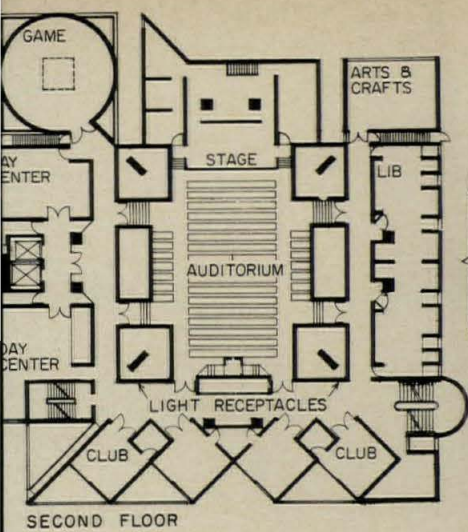 GAME
ARTS &
CRAFTS
STAGE
AY
ENTER
LIB
AUDITORIUM
DAY
CENTER
LIGHT RECEPTACLES
CLUB
CLUB
SECOND FLOOR